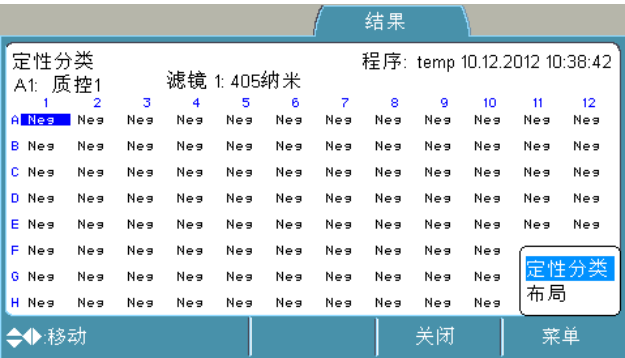 结果
定性分类 程序: temp 10.12.2012 10:38:42
A1: 质控1 滤镜 1: 405纳米
1 2 3 4 5 6 7 8 9 10 11 12
A Neg Neg Neg Neg Neg Neg Neg Neg Neg Neg Neg Neg
B Neg Neg Neg Neg Neg Neg Neg Neg Neg Neg Neg Neg
C Neg Neg Neg Neg Neg Neg Neg Neg Neg Neg Neg Neg
D Neg Neg Neg Neg Neg Neg Neg Neg Neg Neg Neg Neg
E Neg Neg Neg Neg Neg Neg Neg Neg Neg Neg Neg Neg
F Neg Neg Neg Neg Neg Neg Neg Neg Neg Neg
G Neg Neg Neg Neg Neg Neg Neg Neg Neg Neg 定性分类
H Neg Neg Neg Neg Neg Neg Neg Neg Neg Neg 布局
:移动 关闭 菜单